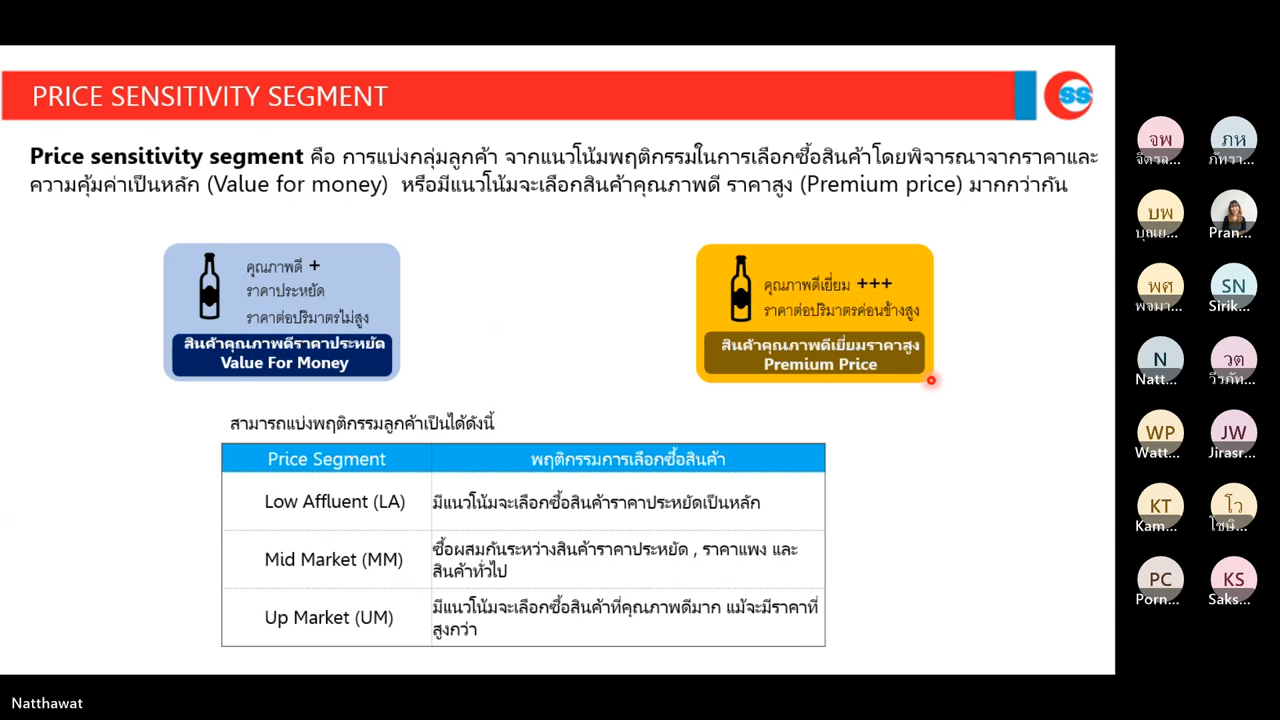 PRICE SENSITIVITY SEGMENT
SS
Price sensitivity segment คือ การแบ่งกลุ่มลูกค้า จากแนวโน้มพฤติกรรมในการเลือกซื้อสินค้าโดยพิจารณาจากราคาและ
ความคุ้มค่าเป็นหลัก (Value for money) หรือมีแนวโน้มจะเลือกสินค้าคุณภาพดี ราคาสูง (Premium price) มากกว่ากัน
คุณภาพดี +
ราคาประหยัด
ราคาต่อปริมาตรไม่สูง
สินค้าคุณภาพดีราคาประหยัด
Value For Money
คุณภาพดีเยี่ยม +++
ราคาต่อปริมาตรค่อนข้างสูง
สินค้าคุณภาพดีเยี่ยมราคาสูง
Premium Price
สามารถแบ่งพฤติกรรมลูกค้าเป็นได้ดังนี้
Price Segment
พฤติกรรมการเลือกซื้อสินค้า
Low Affluent (LA)
มีแนวโน้มจะเลือกซื้อสินค้าราคาประหยัดเป็นหลัก
Mid Market (MM)
ซื้อผสมกันระหว่างสินค้าราคาประหยัด , ราคาแพง และ
สินค้าทั่วไป
Up Market (UM)
มีแนวโน้มจะเลือกซื้อสินค้าที่คุณภาพดีมาก แม้จะมีราคาที่
สูงกว่า
จพ
จิตรล...
ภห
ภัทรา...
บพ
บุณย...
Pran...
พศ
พจมา...
SN
Sirik...
N
Natt...
วต
วีรภัท...
WP
Watt...
JW
Jirasr...
KT
Kam...
โว
โชษิ...
PC
Porn...
KS
Saks...
Natthawat